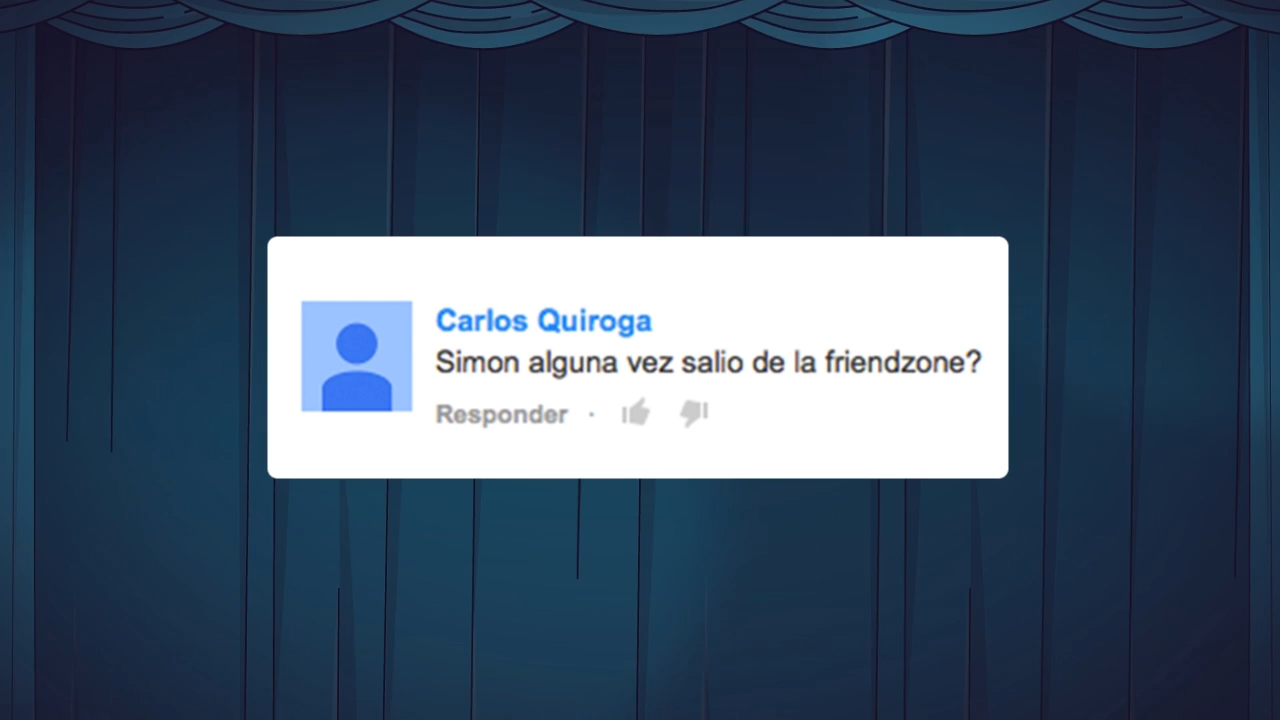 Carlos Quiroga
Simon alguna vez salio de la friendzone?
Responder ·